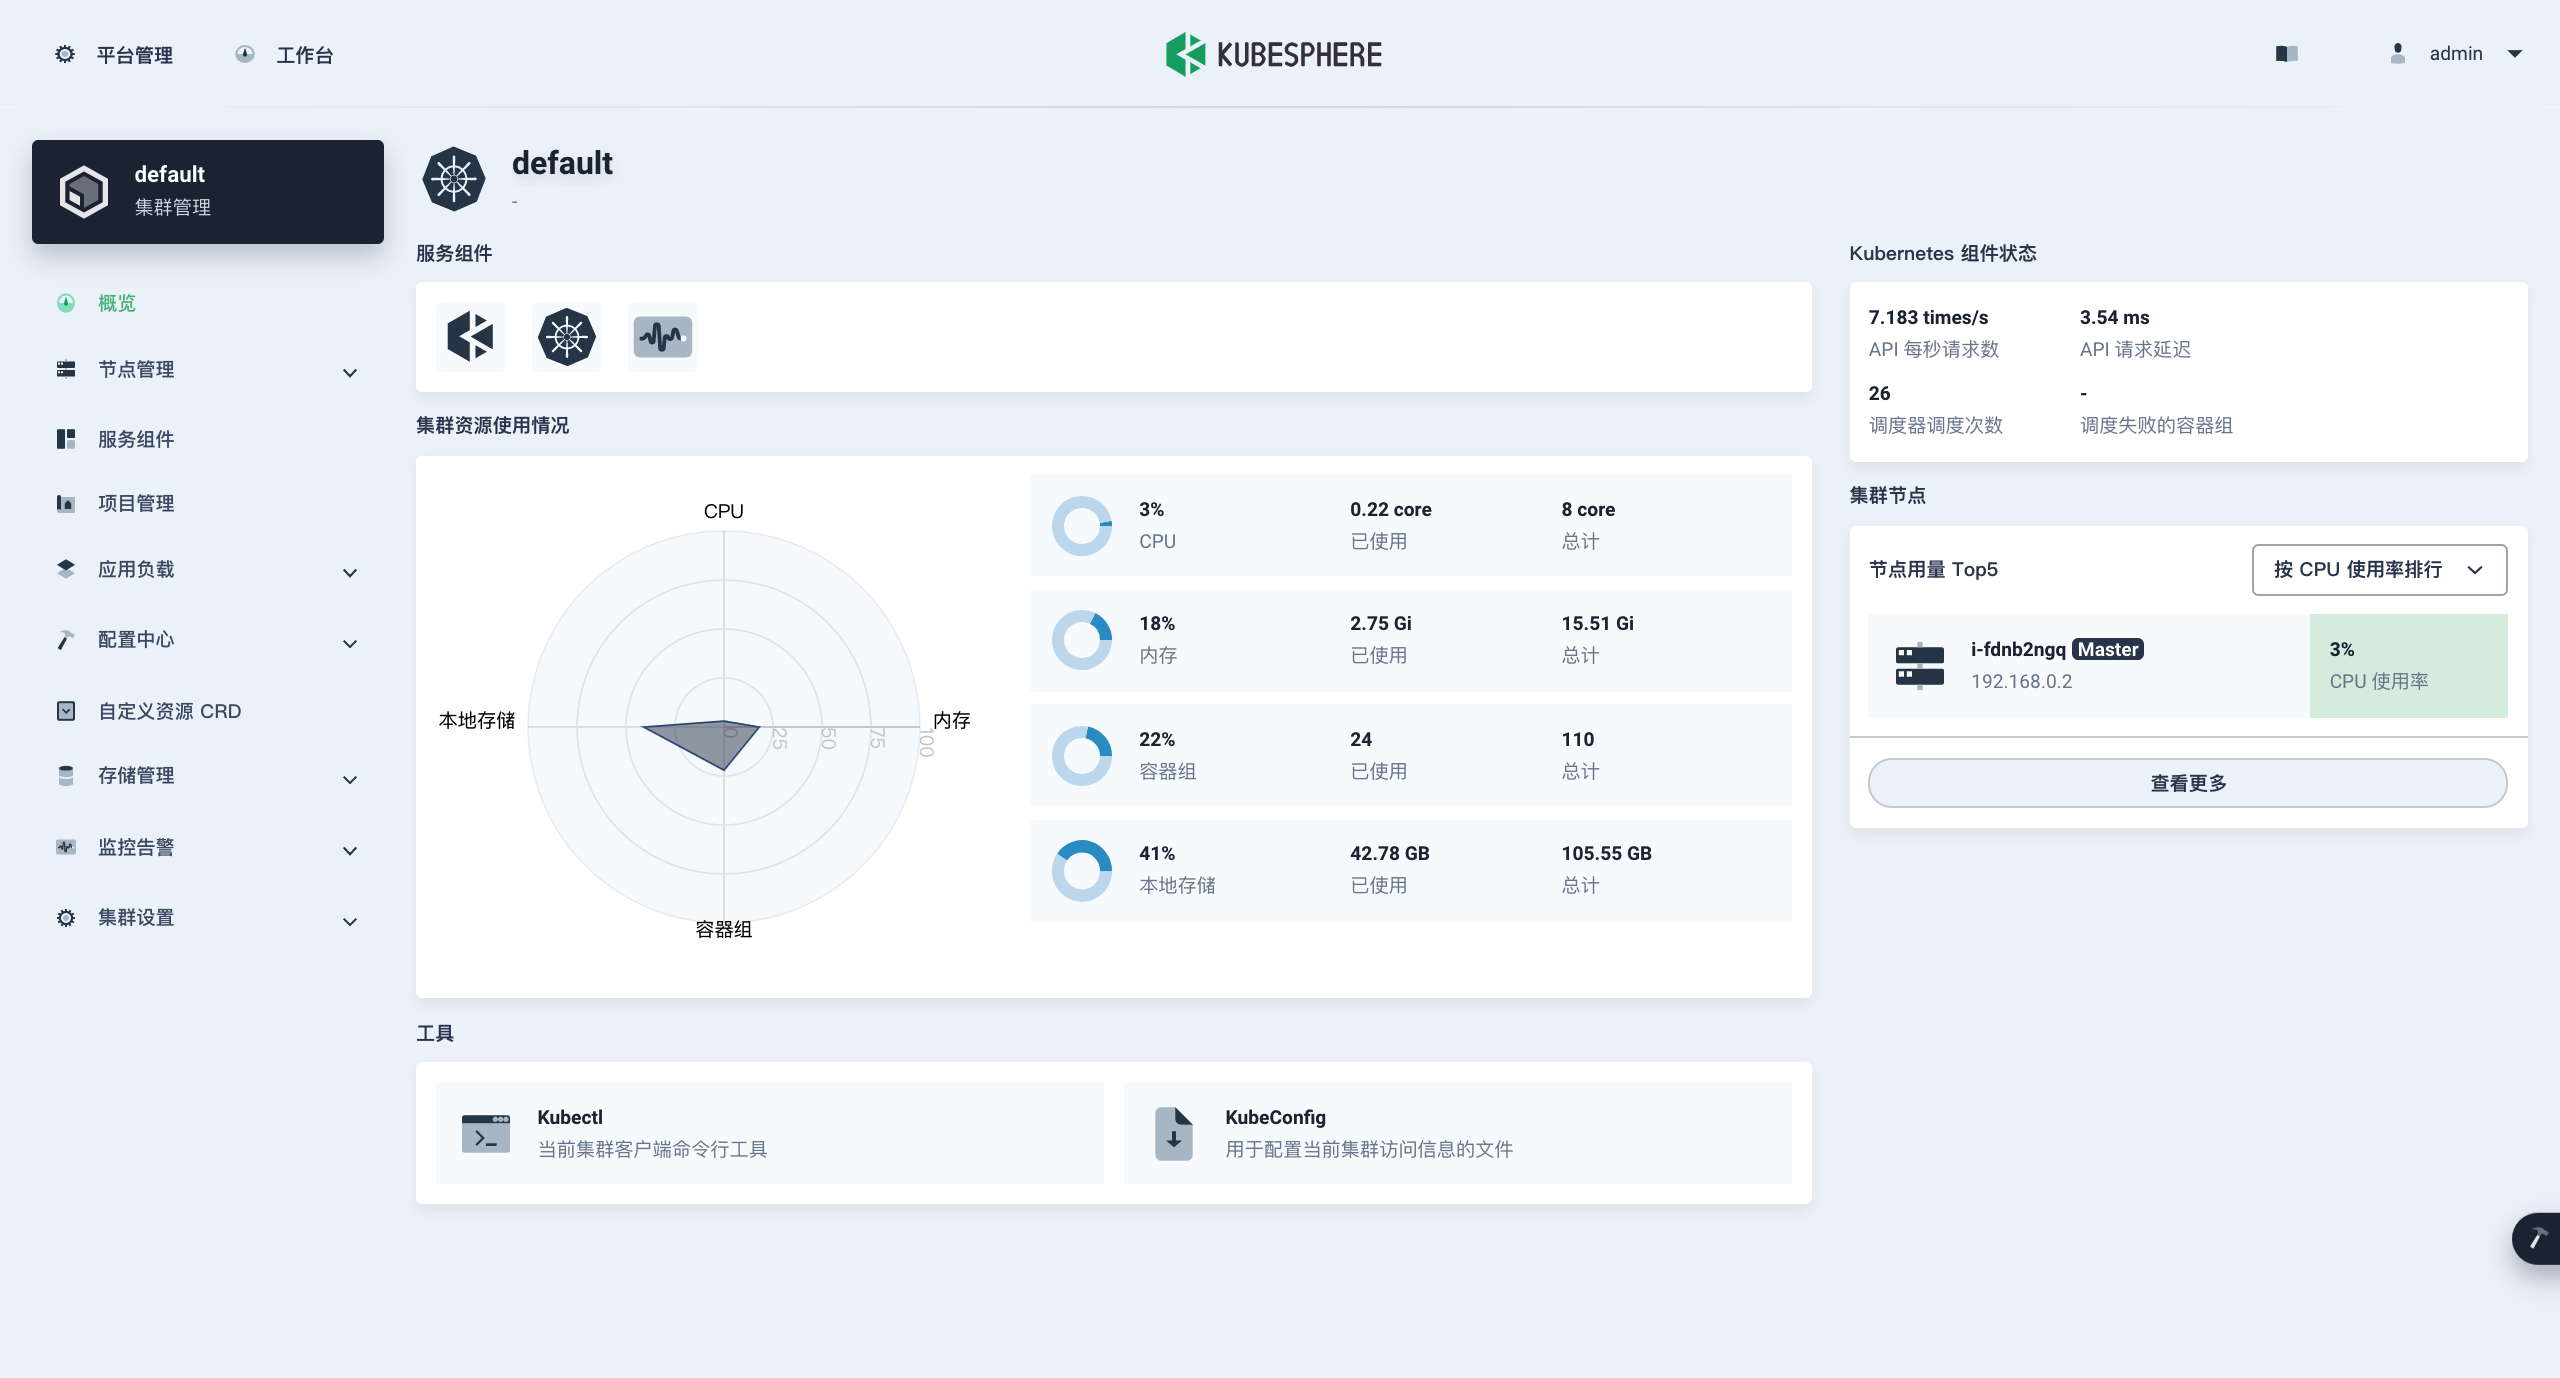 平台管理
工作台
KUBESPHERE
admin
default
集群管理
概览
节点管理
服务组件
项目管理
应用负载
配置中心
自定义资源 CRD
存储管理
监控告警
集群设置
default
-
服务组件
集群资源使用情况
CPU
本地存储
内存
容器组
0
25
50
75
100
3%
0.22 core
8 core
CPU
已使用
总计
18%
2.75 Gi
15.51 Gi
内存
已使用
总计
22%
24
110
容器组
已使用
总计
41%
42.78 GB
105.55 GB
本地存储
已使用
总计
工具
Kubectl
当前集群客户端命令行工具
KubeConfig
用于配置当前集群访问信息的文件
Kubernetes 组件状态
7.183 times/s
3.54 ms
API 每秒请求数
API 请求延迟
26
-
调度器调度次数
调度失败的容器组
集群节点
节点用量 Top5
按 CPU 使用率排行
i-fdnb2ngq Master
192.168.0.2
3%
CPU 使用率
查看更多